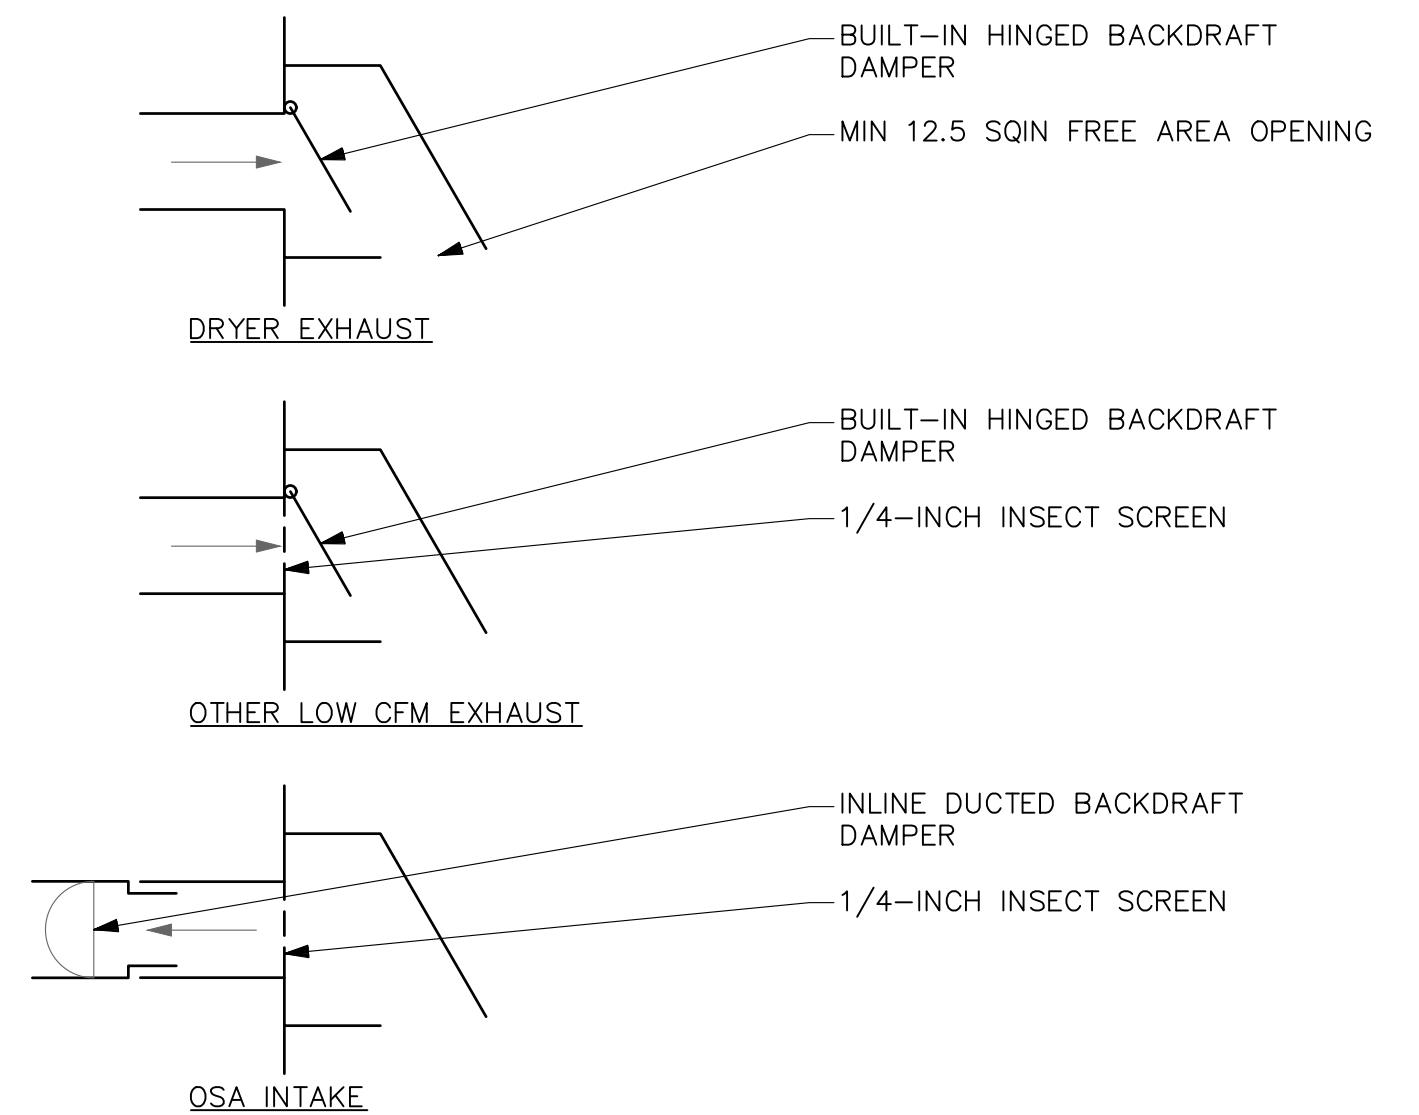 BUILT-IN HINGED BACKDRAFT
DAMPER
MIN 12.5 SQIN FREE AREA OPENING
DRYER EXHAUST
BUILT-IN HINGED BACKDRAFT
DAMPER
1/4-INCH INSECT SCREEN
OTHER LOW CFM EXHAUST
INLINE DUCTED BACKDRAFT
DAMPER
1/4-INCH INSECT SCREEN
OSA INTAKE